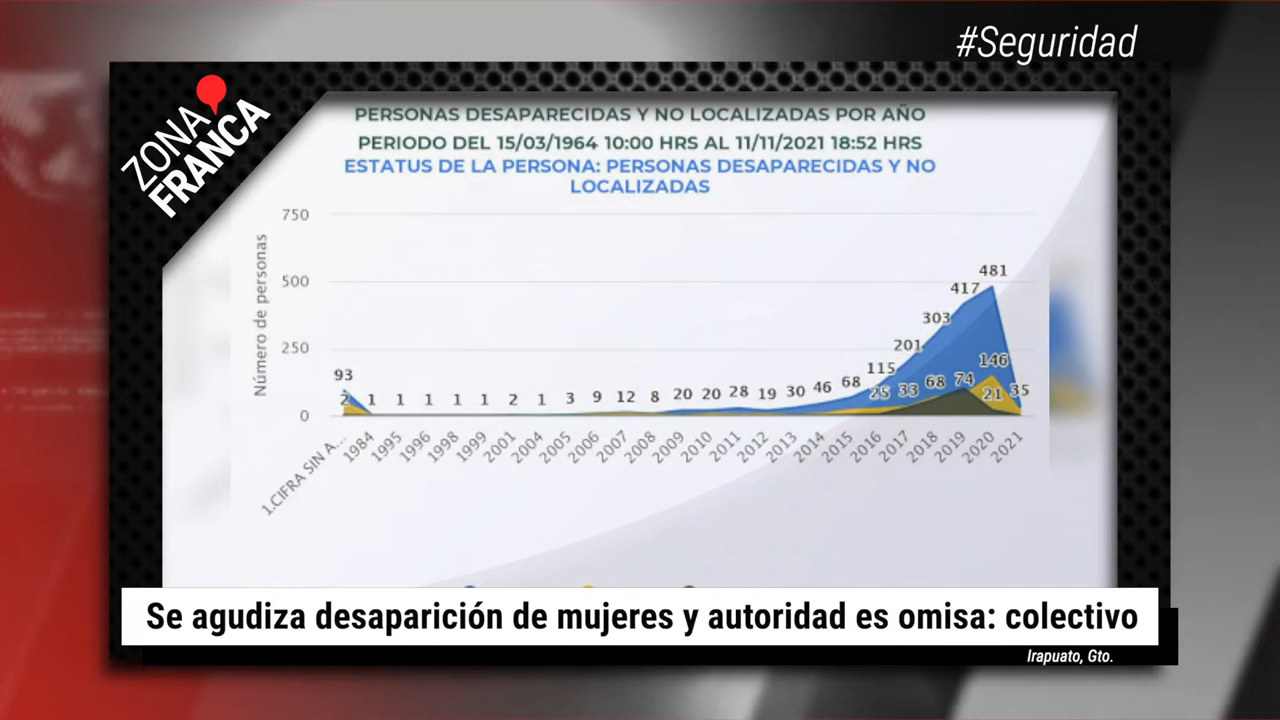 #Seguridad
ZONA
FRANCA
PERSONAS DESAPARECIDAS Y NO LOCALIZADAS POR AÑO
PERIODO DEL 15/03/1964 10:00 HRS AL 11/11/2021 18:52 HRS
ESTATUS DE LA PERSONA: PERSONAS DESAPARECIDAS Y NO
LOCALIZADAS
Número de personas
750
500
250
0
481
417
303
201
146
115
93
2 1 1 1 1 1 2 1 3 9 12 8 20 20 28 19 30 46 68 25 33 68 74 21 35
1.CIFRA SIN A... 1984 1995 1996 1998 1999 2001 2004 2005 2006 2007 2008 2009 2010 2011 2012 2013 2014 2015 2016 2017 2018 2019 2020 2021
Se agudiza desaparición de mujeres y autoridad es omisa: colectivo
Irapuato, Gto.